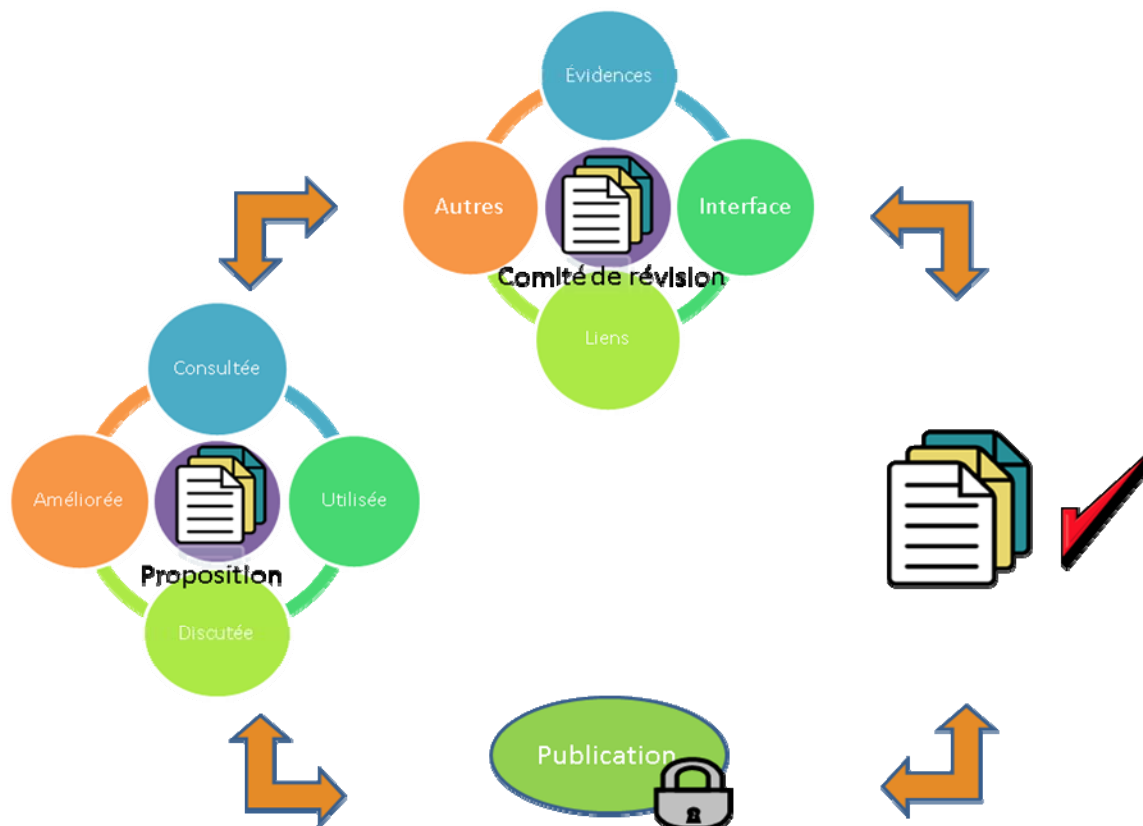 Évidences
Autres
Interface
Comité de révision
Liens
Consultée
Améliorée
Utilisée
Proposition
Discutée
Publication